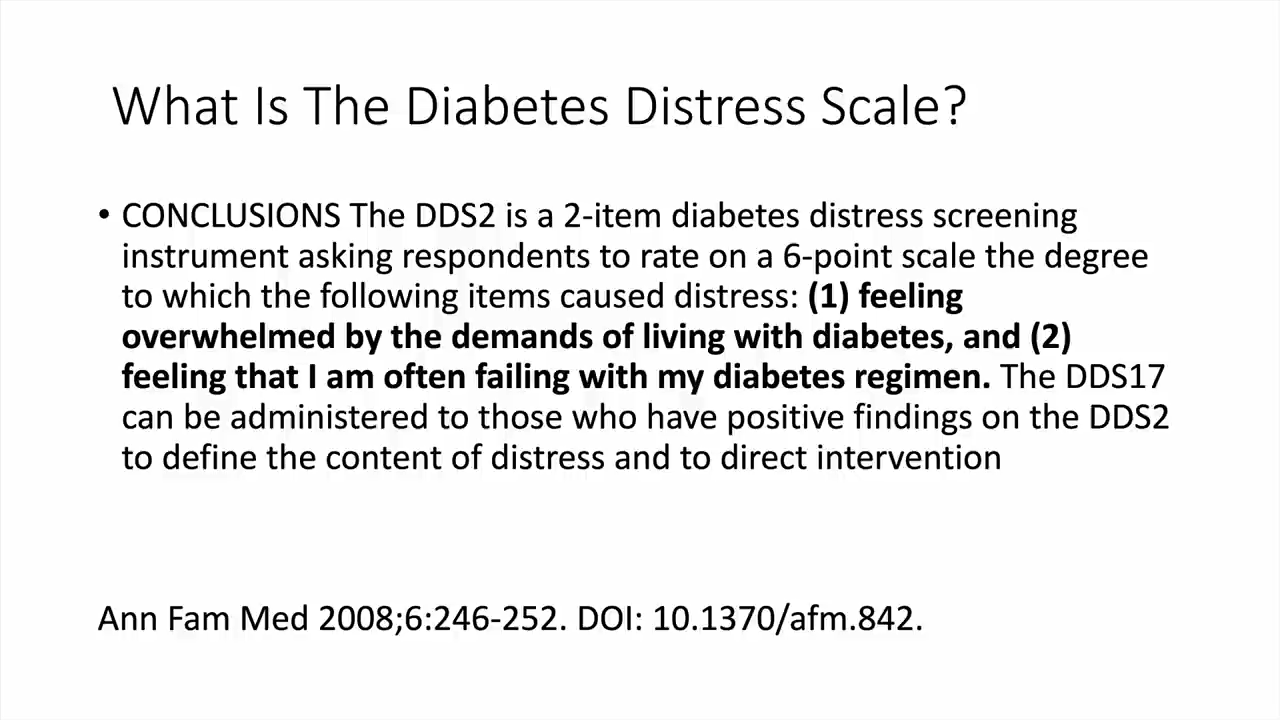 What Is The Diabetes Distress Scale?
• CONCLUSIONS The DDS2 is a 2-item diabetes distress screening
instrument asking respondents to rate on a 6-point scale the degree
to which the following items caused distress: (1) feeling
overwhelmed by the demands of living with diabetes, and (2)
feeling that I am often failing with my diabetes regimen. The DDS17
can be administered to those who have positive findings on the DDS2
to define the content of distress and to direct intervention
Ann Fam Med 2008;6:246-252. DOI: 10.1370/afm.842.